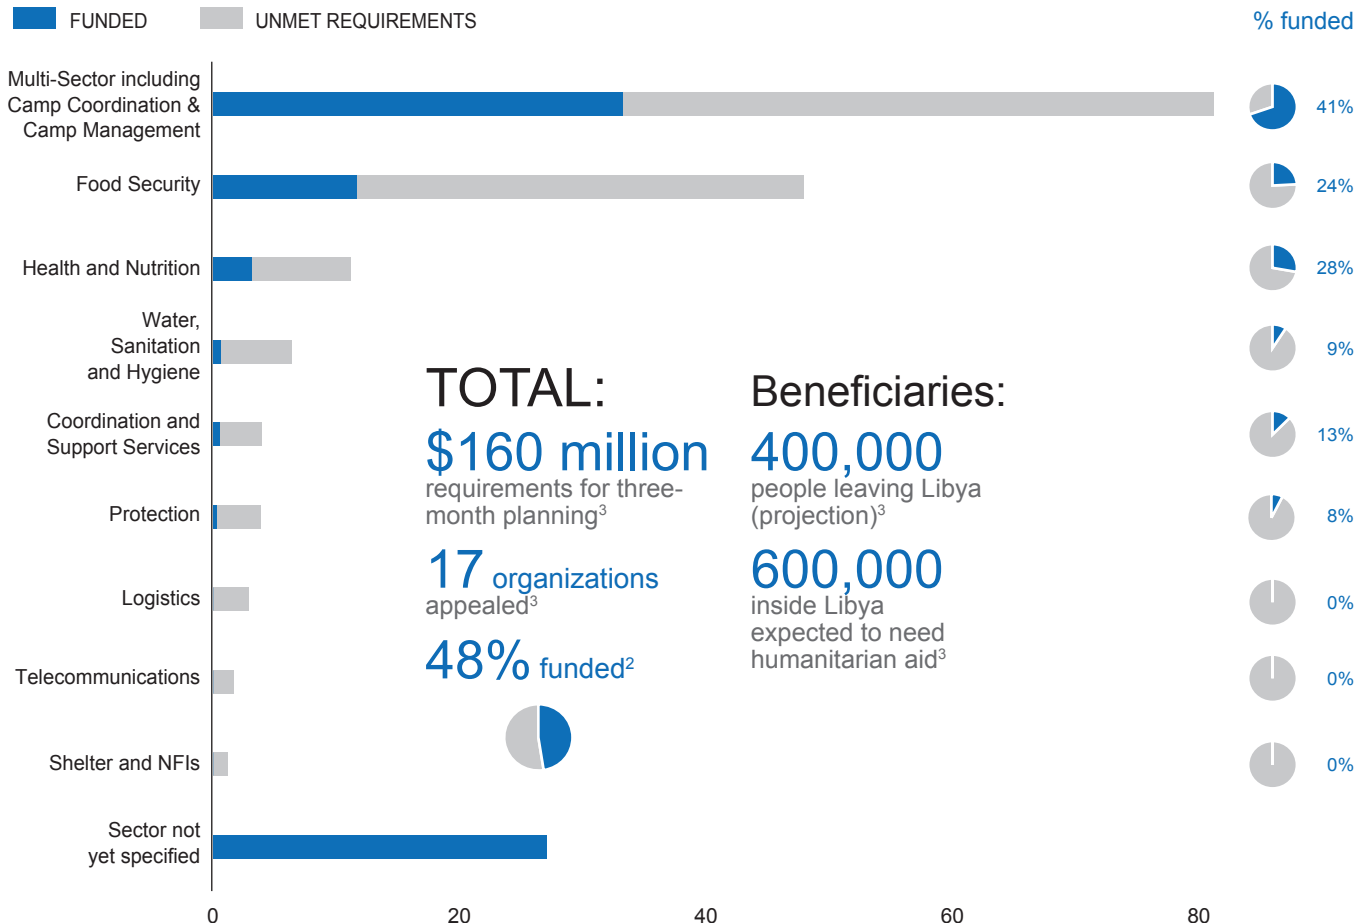 FUNDED
UNMET REQUIREMENTS
% funded
Multi-Sector including
Camp Coordination &
Camp Management
41%
Food Security
24%
Health and Nutrition
28%
Water,
Sanitation
and Hygiene
9%
Coordination and
Support Services
13%
Protection
8%
Logistics
0%
Telecommunications
0%
Shelter and NFIs
0%
Sector not
yet specified
TOTAL:
$160 million
requirements for three-
month planning3
17 organizations
appealed3
48% funded2
Beneficiaries:
400,000
people leaving Libya
(projection)3
600,000
inside Libya
expected to need
humanitarian aid3
0
20
40
60
80